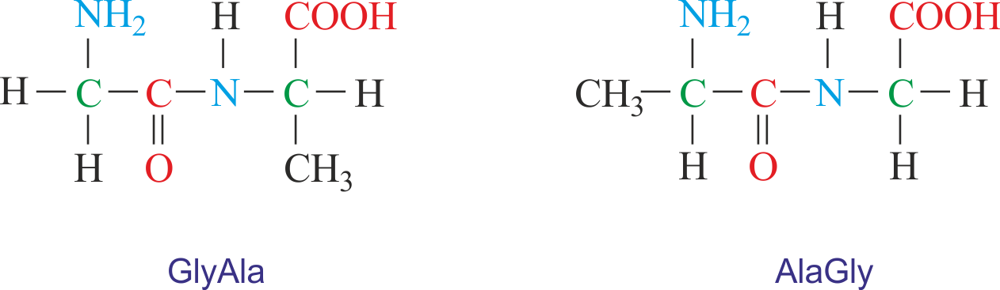 NH2 H COOH NH2 H COOH
H C C N C H CH3 C C N C H
H O CH3 H O H
GlyAla AlaGly